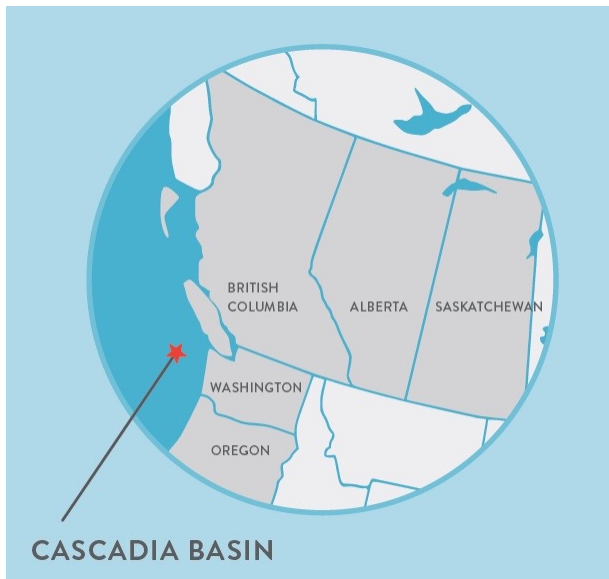 BRITISH
COLUMBIA
ALBERTA
SASKATCHEWAN
WASHINGTON
OREGON
CASCADIA BASIN